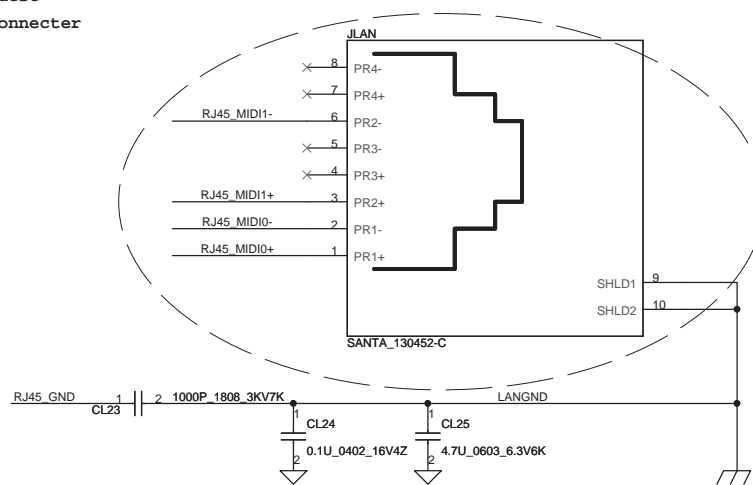 onnecter
JLAN
8 PR4-
7 PR4+
RJ45_MIDI1- 6 PR2-
5 PR3-
4 PR3+
RJ45_MIDI1+ 3 PR2+
RJ45_MIDI0- 2 PR1-
RJ45_MIDI0+ 1 PR1+
SHLD1 9
SHLD2 10
SANTA_130452-C
RJ45_GND 1 2 1000P_1808_3KV7K LANGND
CL23
1 CL24 1 CL25
2 0.1U_0402_16V4Z 2 4.7U_0603_6.3V6K